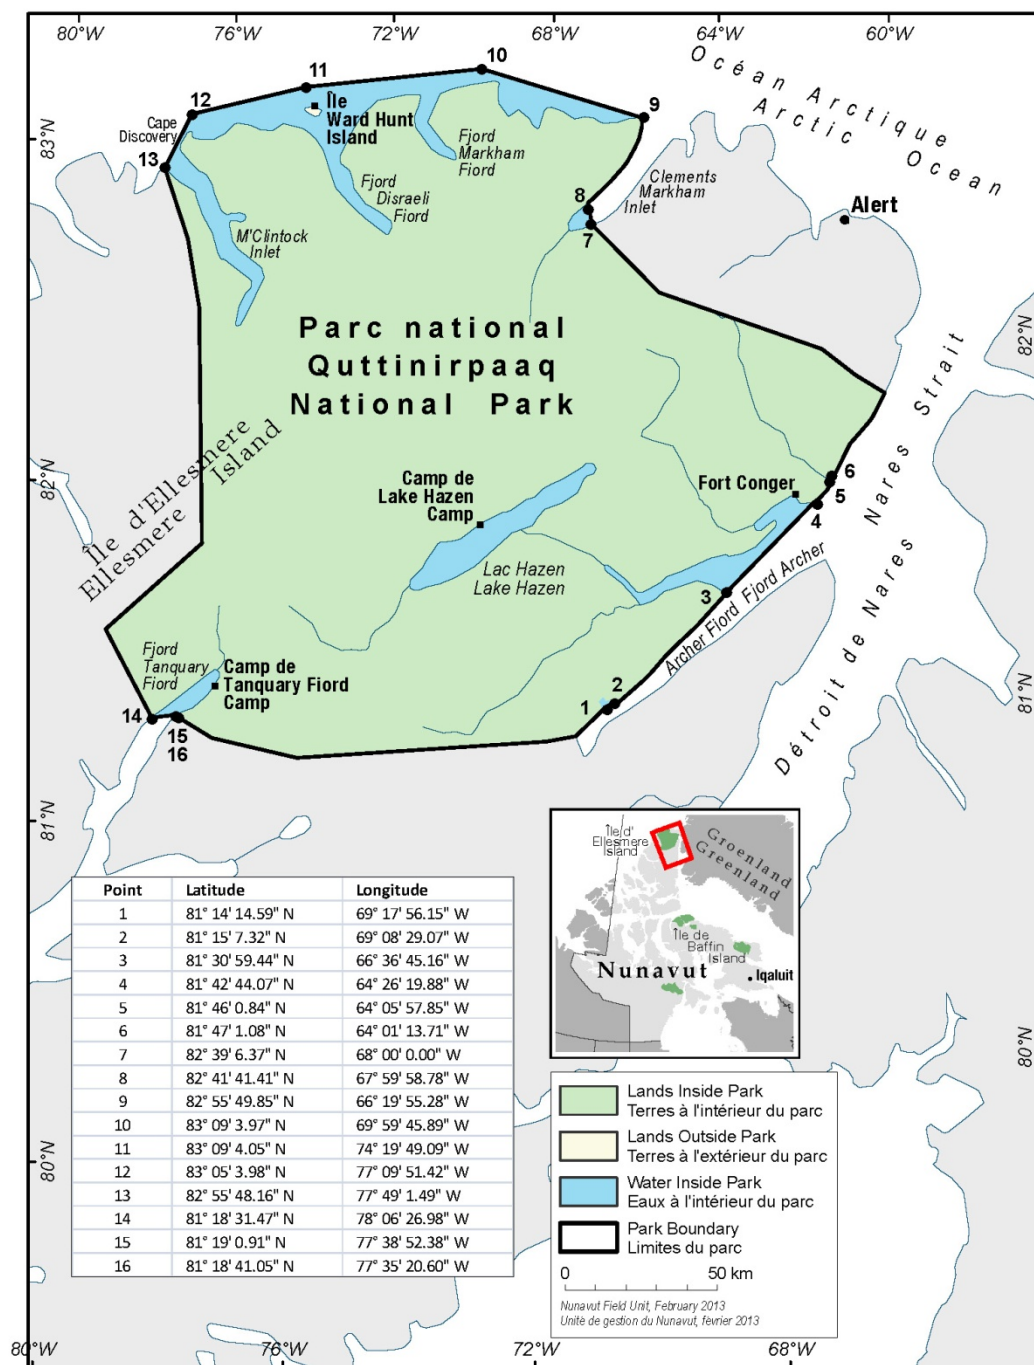 80°W 76°W 72°W 68°W 64°W 60°W
Océan Arctique
Arctic Ocean
83°N
82°N
81°N
80°N
82°N
81°N
80°N
10
11
12
9
Cape
Discovery
13
Île
Ward Hunt
Island
Fjord
Markham
Fiord
Fjord
Disraeli
Fiord
M'Clintock
Inlet
8
7
Clements
Markham
Inlet
Alert
Parc national
Quttinirpaaq
National Park
Île d'Ellesmere
Ellesmere Island
Camp de
Lake Hazen
Camp
Lac Hazen
Lake Hazen
Fort Conger
6
5
4
3
Archer Fiord Fjord Archer
Détroit de Nares Nares Strait
Fjord
Tanquary
Fiord
Camp de
Tanquary Fiord
Camp
2
1
14
15
16
Point Latitude Longitude
1 81° 14' 14.59" N 69° 17' 56.15" W
2 81° 15' 7.32" N 69° 08' 29.07" W
3 81° 30' 59.44" N 66° 36' 45.16" W
4 81° 42' 44.07" N 64° 26' 19.88" W
5 81° 46' 0.84" N 64° 05' 57.85" W
6 81° 47' 1.08" N 64° 01' 13.71" W
7 82° 39' 6.37" N 68° 00' 0.00" W
8 82° 41' 41.41" N 67° 59' 58.78" W
9 82° 55' 49.85" N 66° 19' 55.28" W
10 83° 09' 3.97" N 69° 59' 45.89" W
11 83° 09' 4.05" N 74° 19' 49.09" W
12 83° 05' 3.98" N 77° 09' 51.42" W
13 82° 55' 48.16" N 77° 49' 1.49" W
14 81° 18' 31.47" N 78° 06' 26.98" W
15 81° 19' 0.91" N 77° 38' 52.38" W
16 81° 18' 41.05" N 77° 35' 20.60" W
Île d'
Ellesmere
Island
Groenland
Greenland
Île de
Baffin
Island
Nunavut
Iqaluit
Lands Inside Park
Terres à l'intérieur du parc
Lands Outside Park
Terres à l'extérieur du parc
Water Inside Park
Eaux à l'intérieur du parc
Park Boundary
Limites du parc
0 50 km
Nunavut Field Unit, February 2013
Unité de gestion du Nunavut, février 2013
80°W 76°W 72°W 68°W